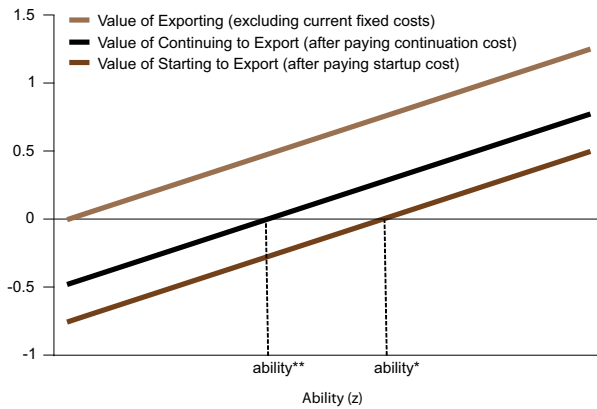 1.5
Value of Exporting (excluding current fixed costs)
Value of Continuing to Export (after paying continuation cost)
Value of Starting to Export (after paying startup cost)
1
0.5
0
-0.5
-1
ability**
ability*
Ability (z)